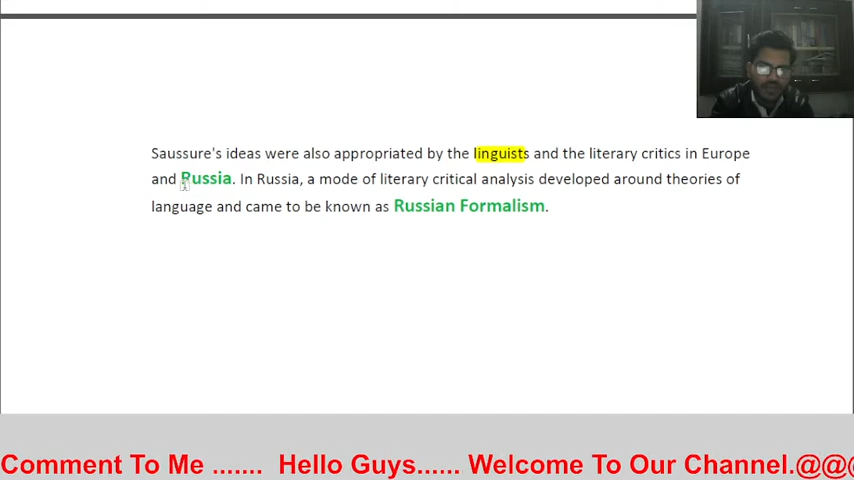 Saussure's ideas were also appropriated by the linguists and the literary critics in Europe
and Russia. In Russia, a mode of literary critical analysis developed around theories of
language and came to be known as Russian Formalism.
Comment To Me ....... Hello Guys...... Welcome To Our Channel.@@@